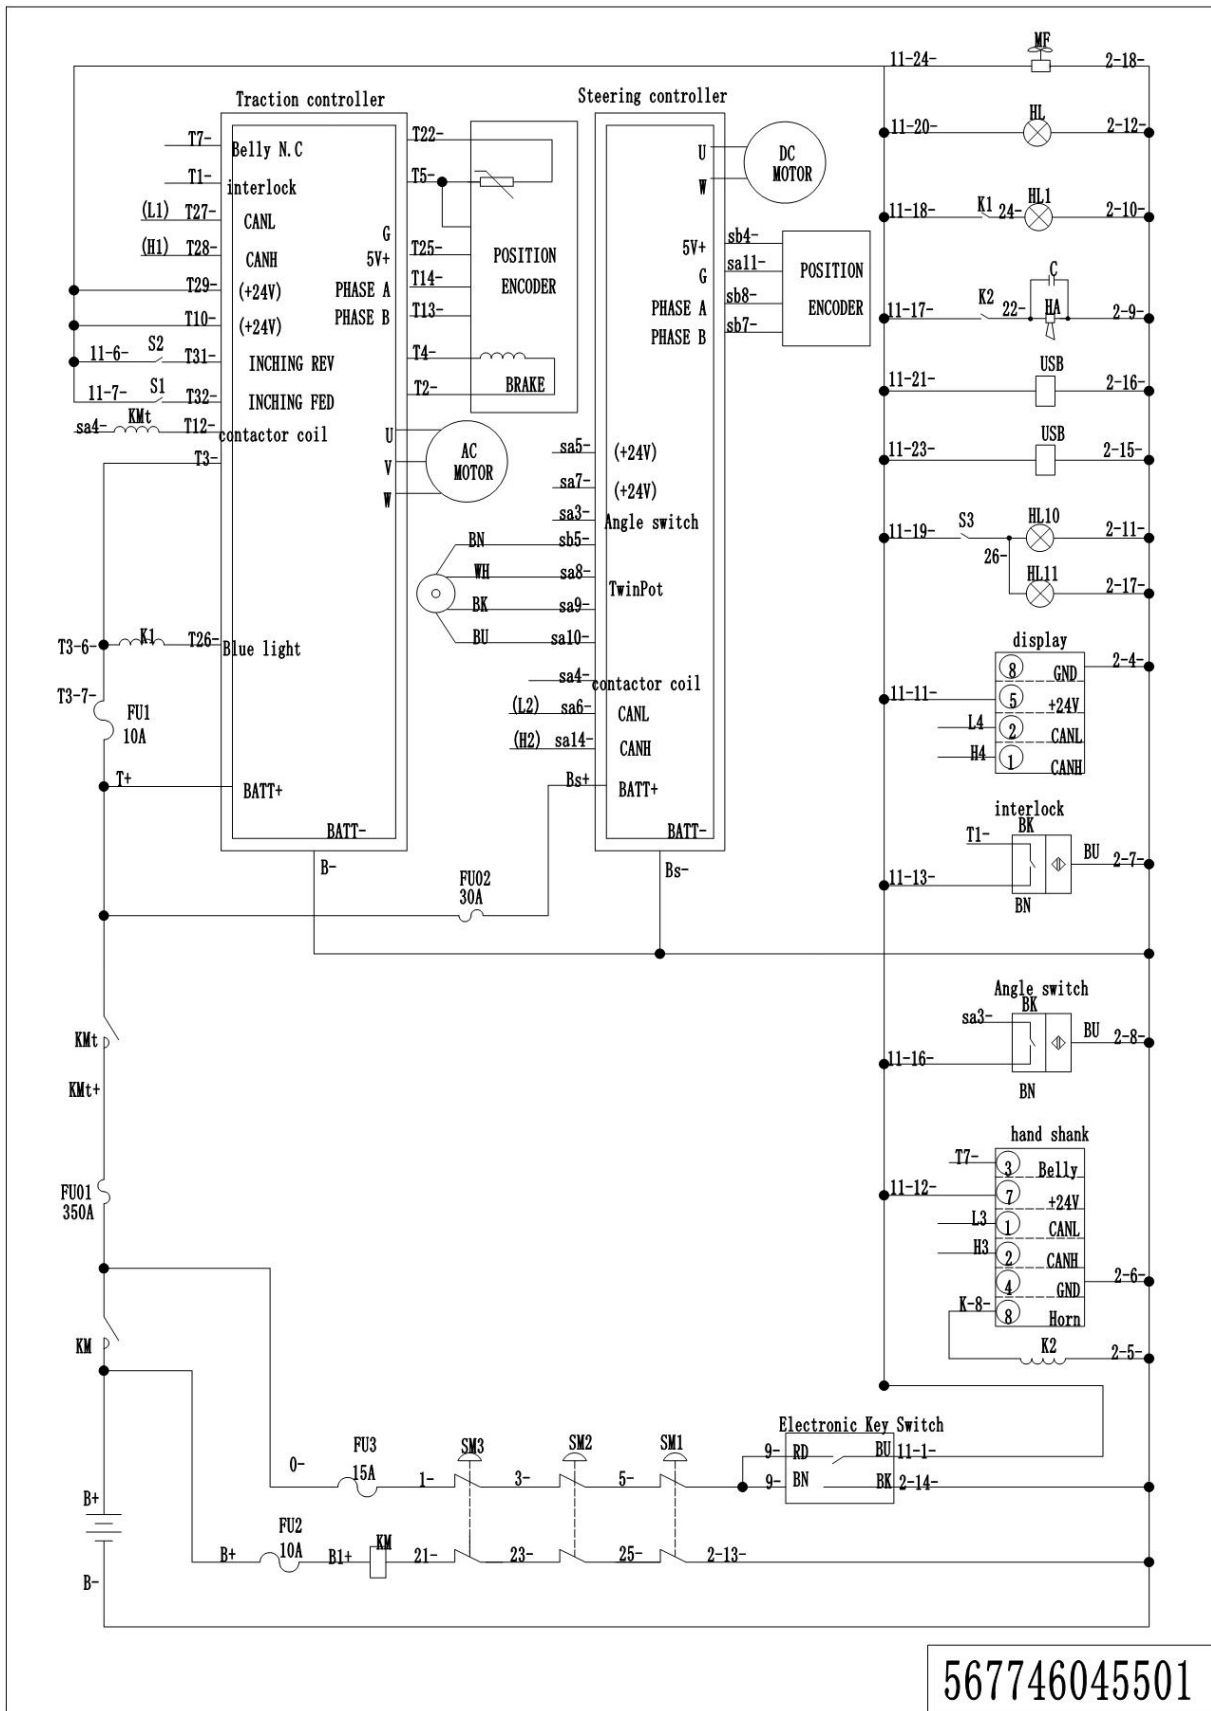 MF
11-24-
2-18-
Traction controller
Steering controller
HL
11-20-
2-12-
T7-
Belly N.C
T22-
U
DC
MOTOR
W
T1-
interlock
T5-
(L1) T27-
CANL
11-18-
K1
24-
HL1
2-10-
(H1) T28-
CANH
G
5V+
T25-
POSITION
ENCODER
5V+
sb4-
G
sa11-
POSITION
ENCODER
T29-
(+24V)
PHASE A
T14-
PHASE A
sb8-
T10-
(+24V)
PHASE B
T13-
PHASE B
sb7-
C
11-17-
K2
22-
HA
2-9-
11-6-
S2
T31-
INCHING REV
T4-
USB
11-21-
2-16-
11-7-
S1
T32-
INCHING FED
T2-
BRAKE
sa4-
KMt
T12-
contactor coil
U
V
W
AC
MOTOR
T3-
sa5-
(+24V)
USB
11-23-
2-15-
sa7-
(+24V)
sa3-
Angle switch
11-19-
S3
HL10
2-11-
26-
HL11
2-17-
BN
sb5-
WH
sa8-
TwinPot
BK
sa9-
BU
sa10-
T3-6-
K1
T26-
Blue light
T3-7-
FU1
10A
sa4-
contactor coil
(L2) sa6-
CANL
(H2) sa14-
CANH
display
8
GND
2-4-
11-11-
5
+24V
L4
2
CANL
H4
1
CANH
T+
BATT+
Bs+
BATT+
BATT-
BATT-
B-
Bs-
interlock
BK
T1-
BU
2-7-
11-13-
BN
FU02
30A
Angle switch
BK
sa3-
BU
2-8-
11-16-
BN
KMt
KMt+
hand shank
T7-
3
Belly
11-12-
7
+24V
L3
1
CANL
H3
2
CANH
4
GND
2-6-
K-8-
8
Horn
K2
2-5-
FU01
350A
KM
Electronic Key Switch
0-
FU3
15A
1-
SM3
3-
SM2
5-
SM1
9-
RD
BU
11-1-
9-
BN
BK
2-14-
B+
B+
FU2
10A
B1+
KM
21-
23-
25-
2-13-
B-
567746045501